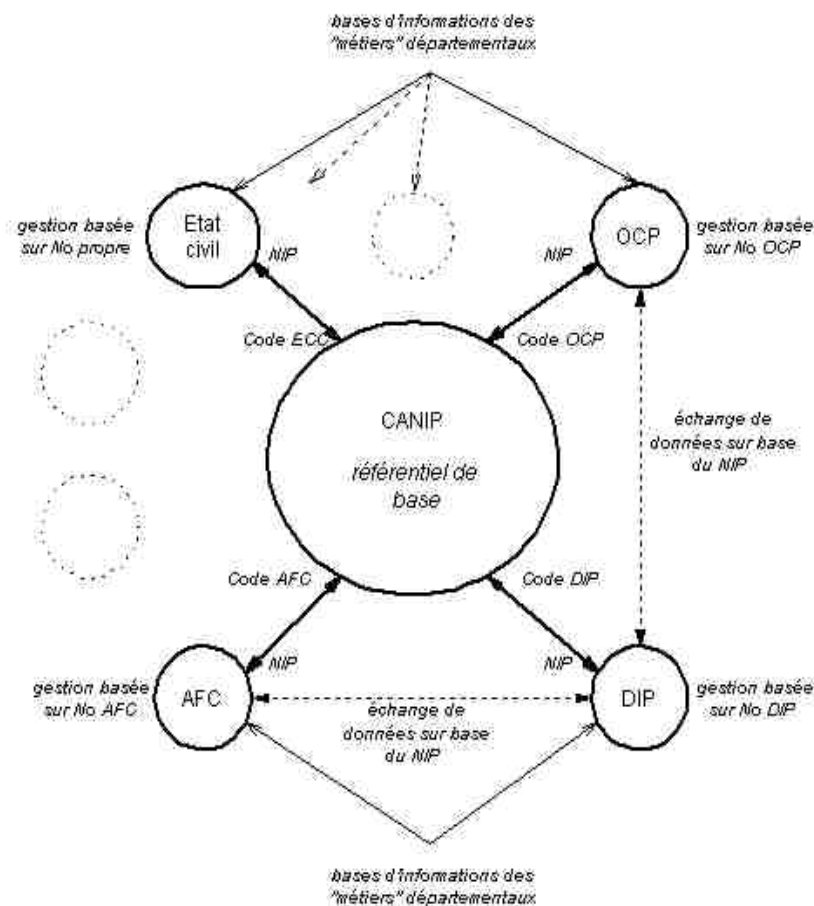 bases d'informations des
"métiers" départementaux
gestion basée
sur No propre
Etat
civil
NIP
NIP
OCP
gestion basée
sur No OCP
Code ECC
Code OCP
CANIP
référentiel de
base
échange de
données sur base
du NIP
Code AFC
Code DIP
NIP
NIP
gestion basée
sur No AFC
AFC
échange de
données sur base
du NIP
DIP
gestion basée
sur No DIP
bases d'informations des
"métiers" départementaux